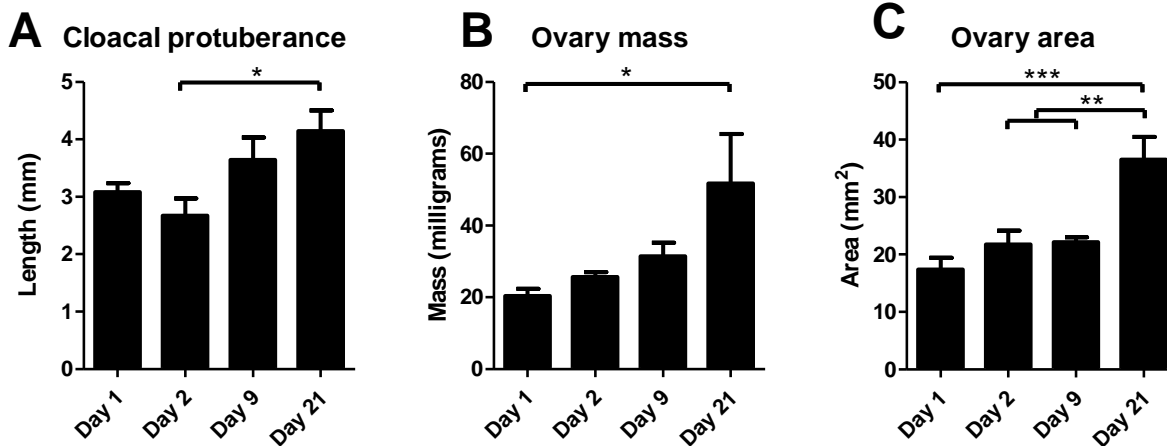 A Cloacal protuberance
Length (mm)
5
4
3
2
1
0
*
Day 1
Day 2
Day 9
Day 21
B Ovary mass
Mass (milligrams)
80
60
40
20
0
*
Day 1
Day 2
Day 9
Day 21
C Ovary area
Area (mm²)
50
40
30
20
10
0
***
**
Day 1
Day 2
Day 9
Day 21